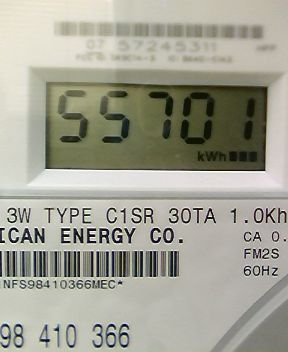 07 57245311
55701
kWh
3W TYPE C1SR 30TA 1.0Kh
ICAN ENERGY CO.
CA 0.
FM2S
60Hz
NFS98410366MEC*
98 410 366